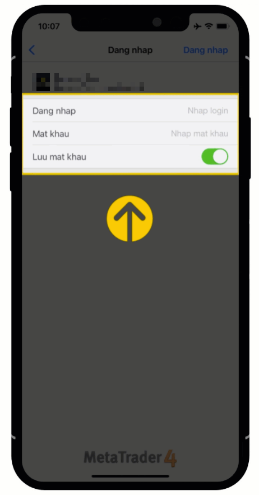 10:07
Dang nhap Dang nhap
Dang nhap Nhap login
Mat khau Nhap mat khau
Luu mat khau
MetaTrader 4